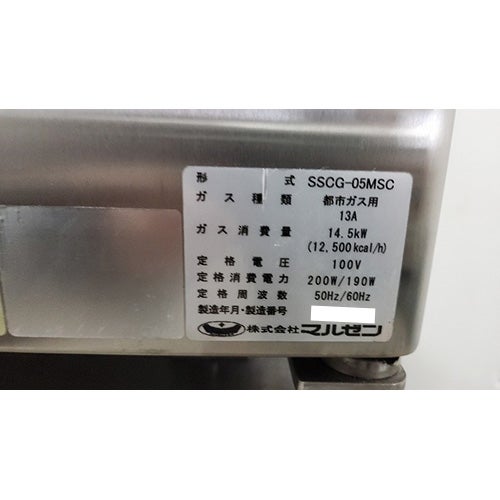 形式 SSCG-05MSC
ガス種類 都市ガス用
13A
ガス消費量 14.5kW
(12,500kcal/h)
定格電圧 100V
定格消費電力 200W/190W
定格周波数 50Hz/60Hz
製造年月・製造番号
株式会社マルゼン